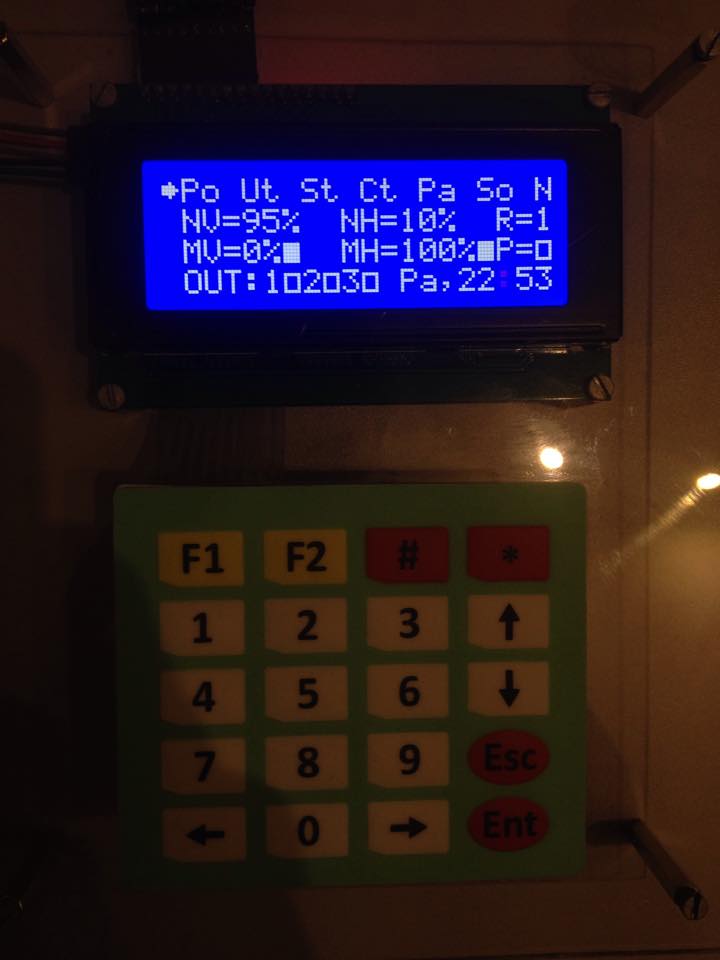 ➧Po Ut St Ct Pa So N
NV=95% NH=10% R=1
MV=0%■ MH=100%■P=□
OUT:1□2□3□ Pa,22:53
F1 F2 # *
1 2 3 ↑
4 5 6 ↓
7 8 9 Esc
← 0 → Ent